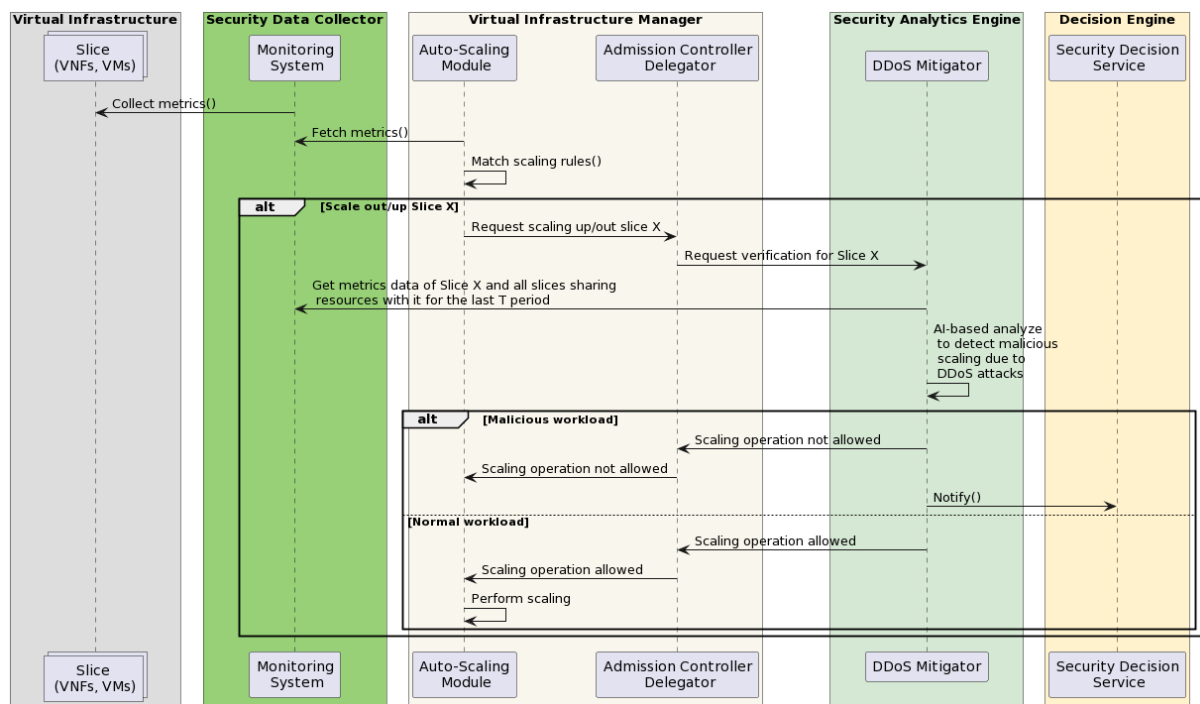 Virtual Infrastructure
Security Data Collector
Virtual Infrastructure Manager
Security Analytics Engine
Decision Engine
Slice
(VNFs, VMs)
Monitoring
System
Auto-Scaling
Module
Admission Controller
Delegator
DDoS Mitigator
Security Decision
Service
Collect metrics()
Fetch metrics()
Match scaling rules()
alt
[Scale out/up Slice X]
Request scaling up/out slice X
Request verification for Slice X
Get metrics data of Slice X and all slices sharing
resources with it for the last T period
AI-based analyze
to detect malicious
scaling due to
DDoS attacks
alt
[Malicious workload]
Scaling operation not allowed
Scaling operation not allowed
Notify()
[Normal workload]
Scaling operation allowed
Scaling operation allowed
Perform scaling
Slice
(VNFs, VMs)
Monitoring
System
Auto-Scaling
Module
Admission Controller
Delegator
DDoS Mitigator
Security Decision
Service